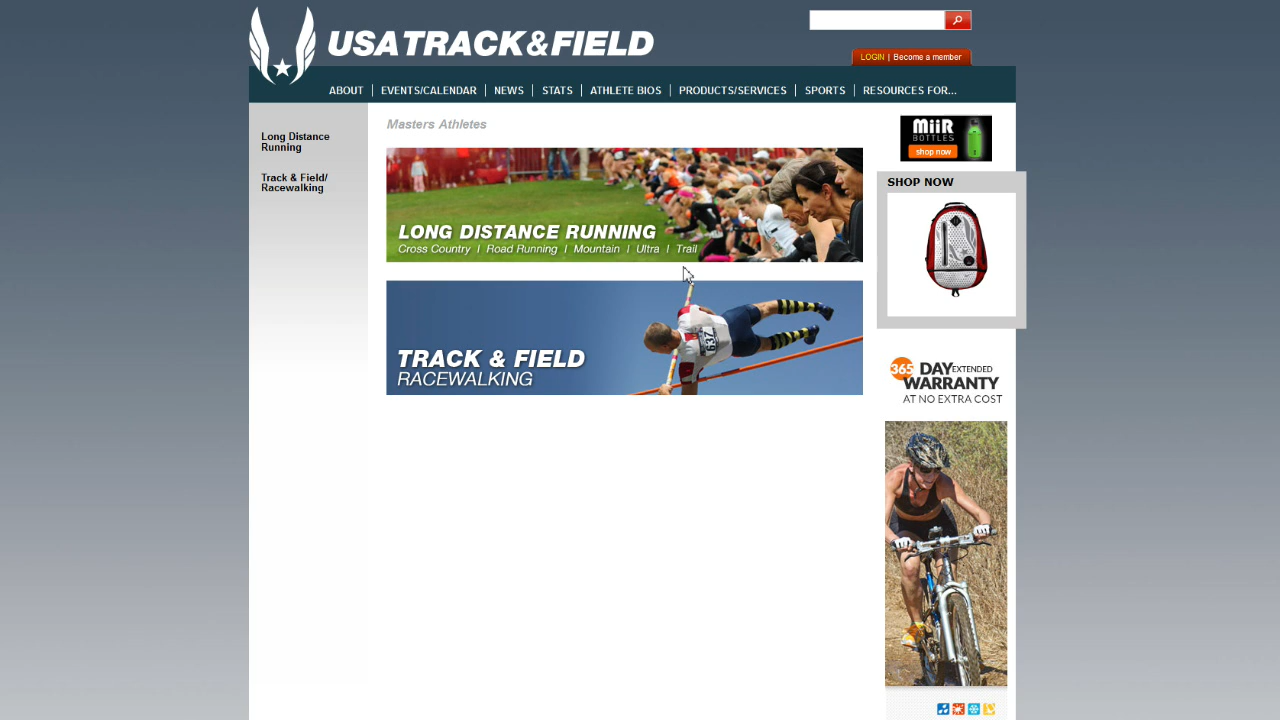 USA TRACK & FIELD
LOGIN | Become a member
ABOUT | EVENTS/CALENDAR | NEWS | STATS | ATHLETE BIOS | PRODUCTS/SERVICES | SPORTS | RESOURCES FOR...
Long Distance
Running
Track & Field/
Racewalking
Masters Athletes
LONG DISTANCE RUNNING
Cross Country | Road Running | Mountain | Ultra | Trail
TRACK & FIELD
RACEWALKING
637
MiiR
BOTTLES
shop now
SHOP NOW
365 DAY EXTENDED
WARRANTY
AT NO EXTRA COST